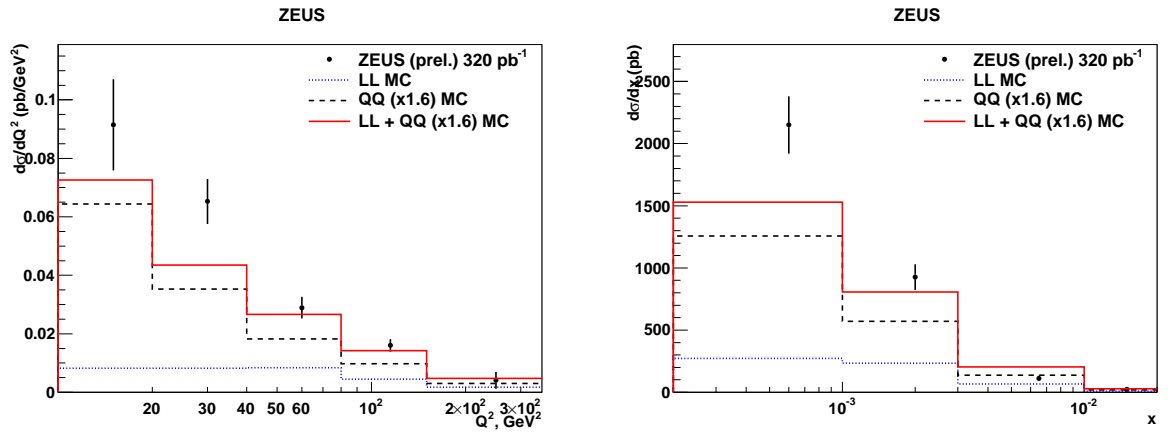 ZEUS
dσ/dQ² (pb/GeV²)
ZEUS (prel.) 320 pb⁻¹
LL MC
QQ (x1.6) MC
LL + QQ (x1.6) MC
0.1
0.08
0.06
0.04
0.02
0
20 30 40 50 60 10² 2×10² 3×10²
Q², GeV²
ZEUS
dσ/dx (pb)
ZEUS (prel.) 320 pb⁻¹
LL MC
QQ (x1.6) MC
LL + QQ (x1.6) MC
2500
2000
1500
1000
500
0
10⁻³ 10⁻²
x